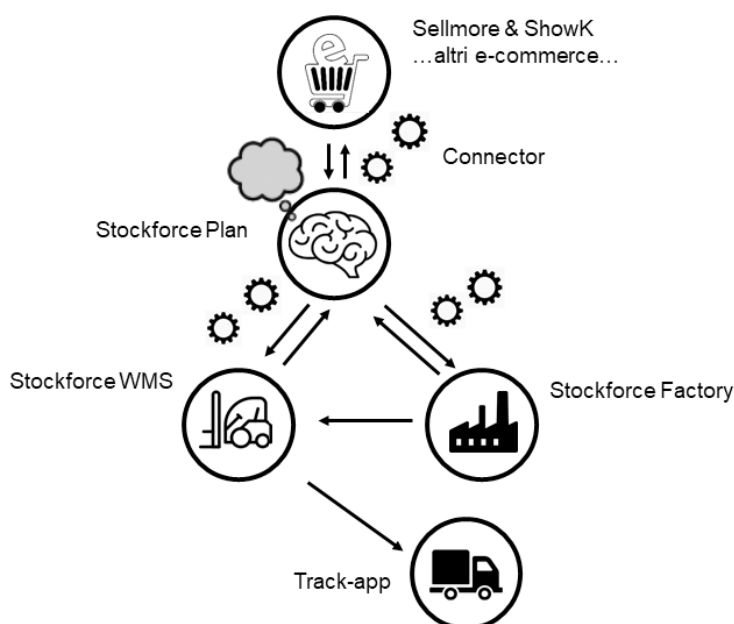 Sellmore & ShowK
…altri e-commerce…
Connector
Stockforce Plan
Stockforce WMS
Stockforce Factory
Track-app